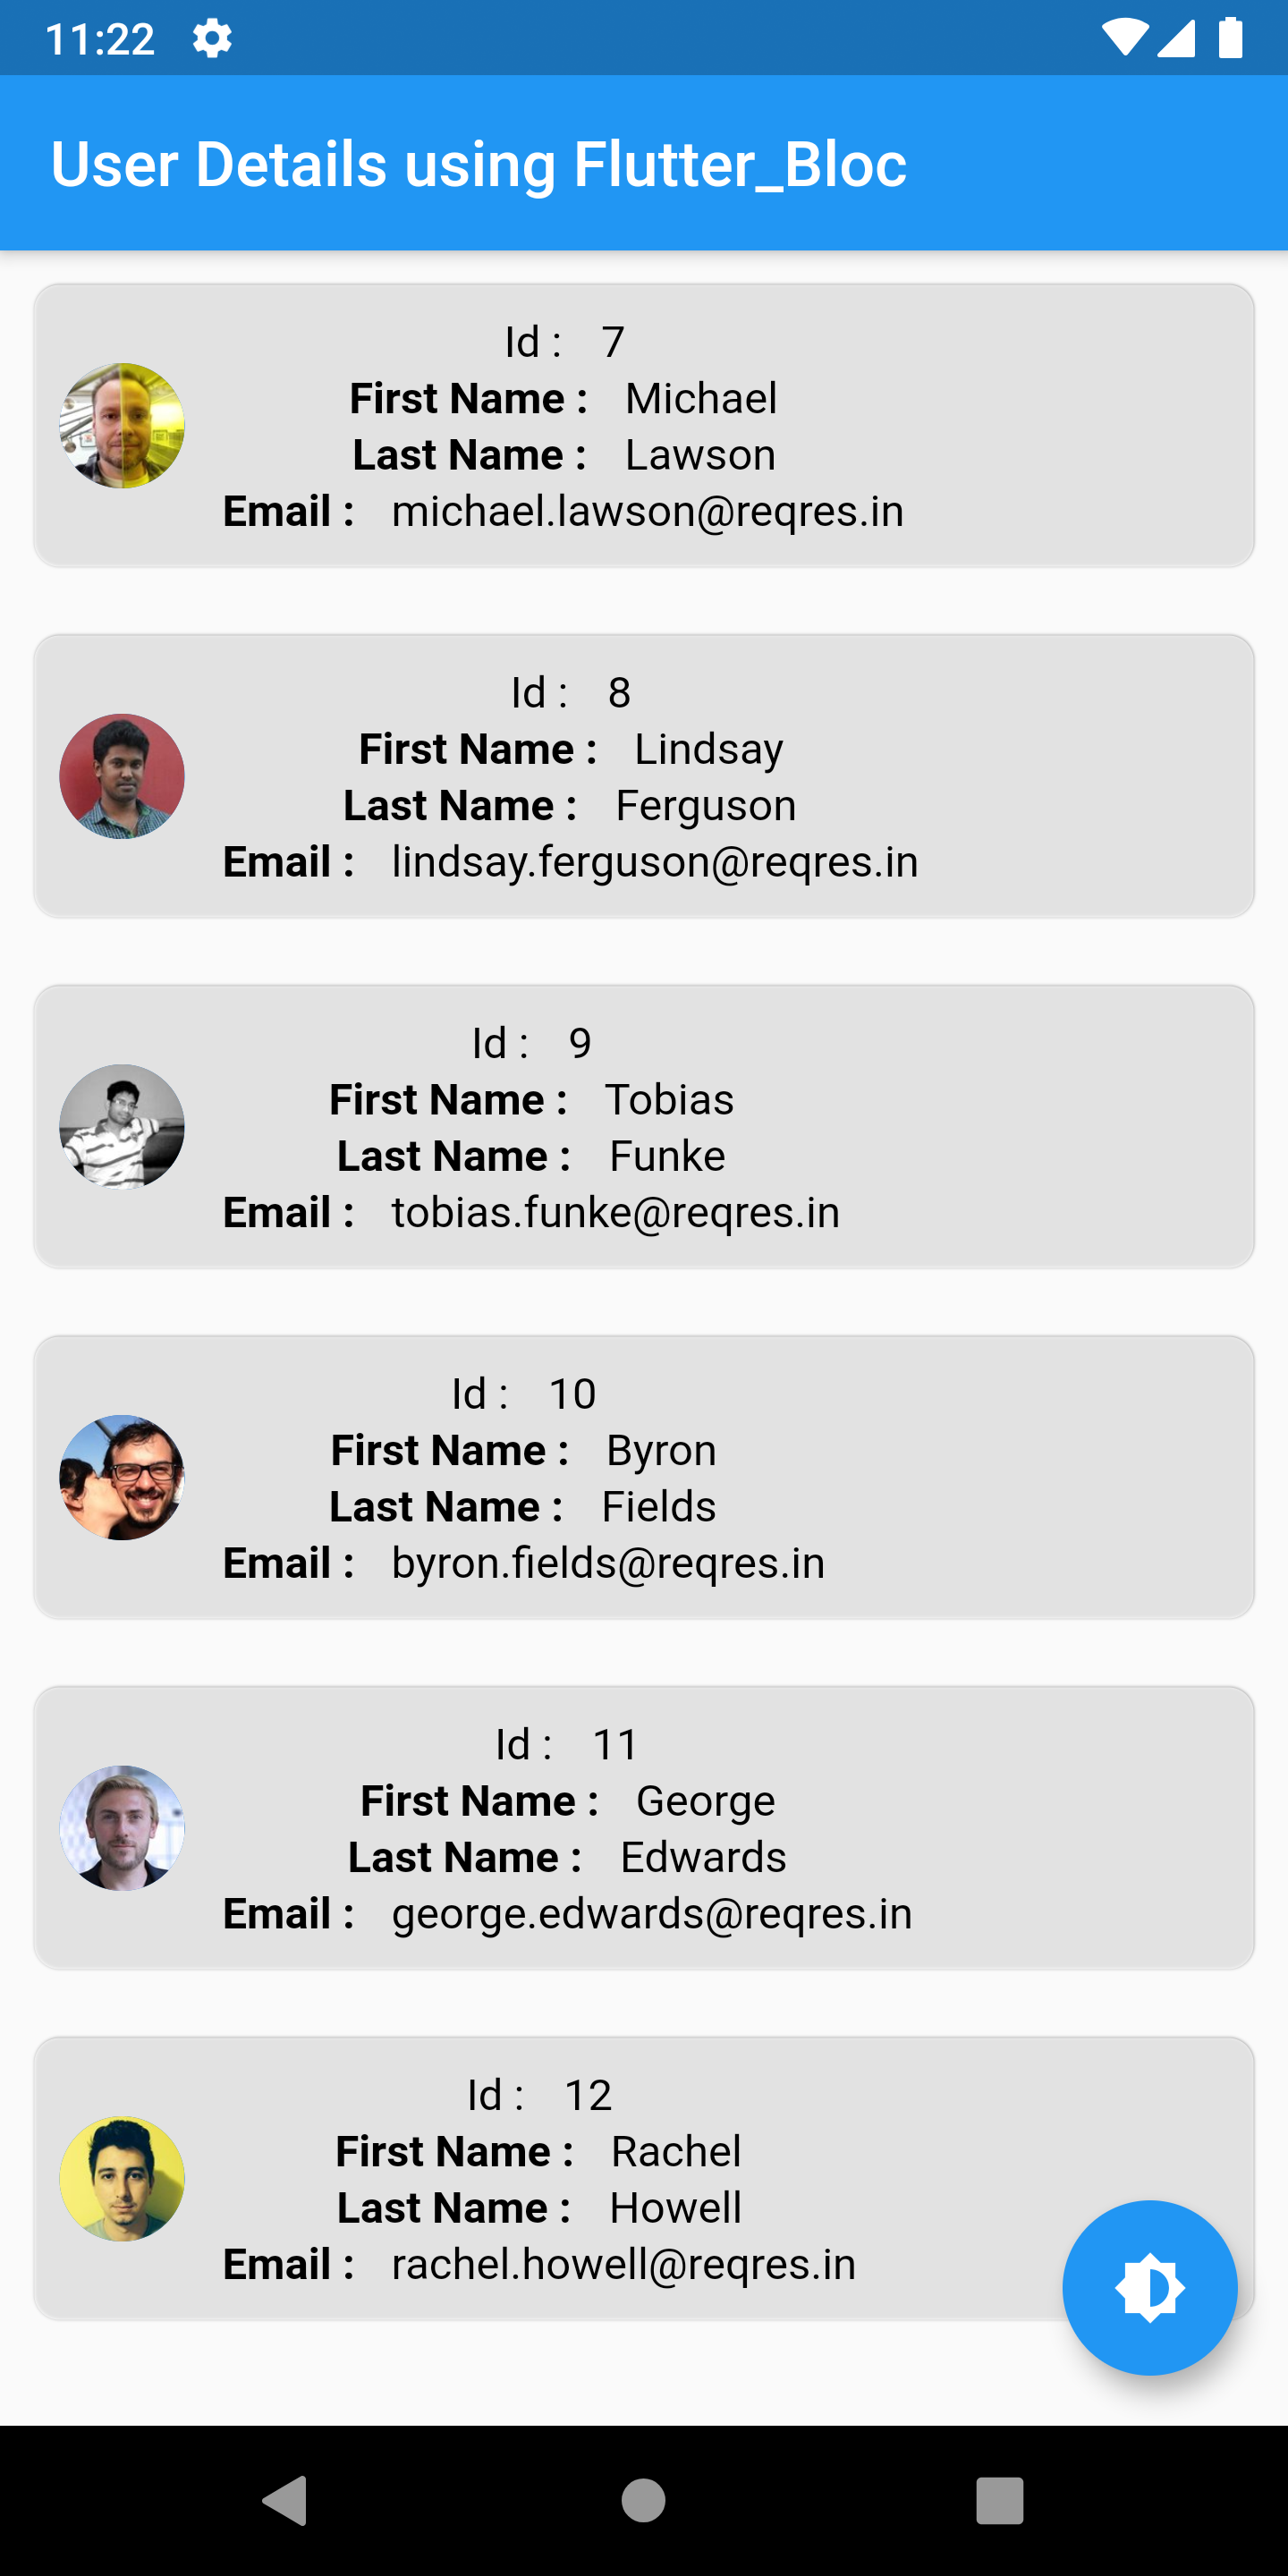 11:22
User Details using Flutter_Bloc
Id : 7
First Name : Michael
Last Name : Lawson
Email : michael.lawson@reqres.in
Id : 8
First Name : Lindsay
Last Name : Ferguson
Email : lindsay.ferguson@reqres.in
Id : 9
First Name : Tobias
Last Name : Funke
Email : tobias.funke@reqres.in
Id : 10
First Name : Byron
Last Name : Fields
Email : byron.fields@reqres.in
Id : 11
First Name : George
Last Name : Edwards
Email : george.edwards@reqres.in
Id : 12
First Name : Rachel
Last Name : Howell
Email : rachel.howell@reqres.in